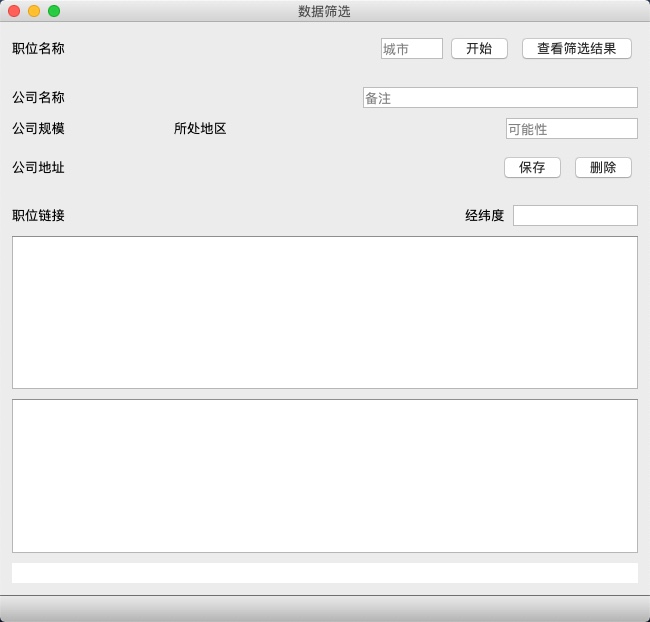 数据筛选
职位名称 城市 开始 查看筛选结果
公司名称 备注
公司规模 所处地区 可能性
公司地址 保存 删除
职位链接 经纬度